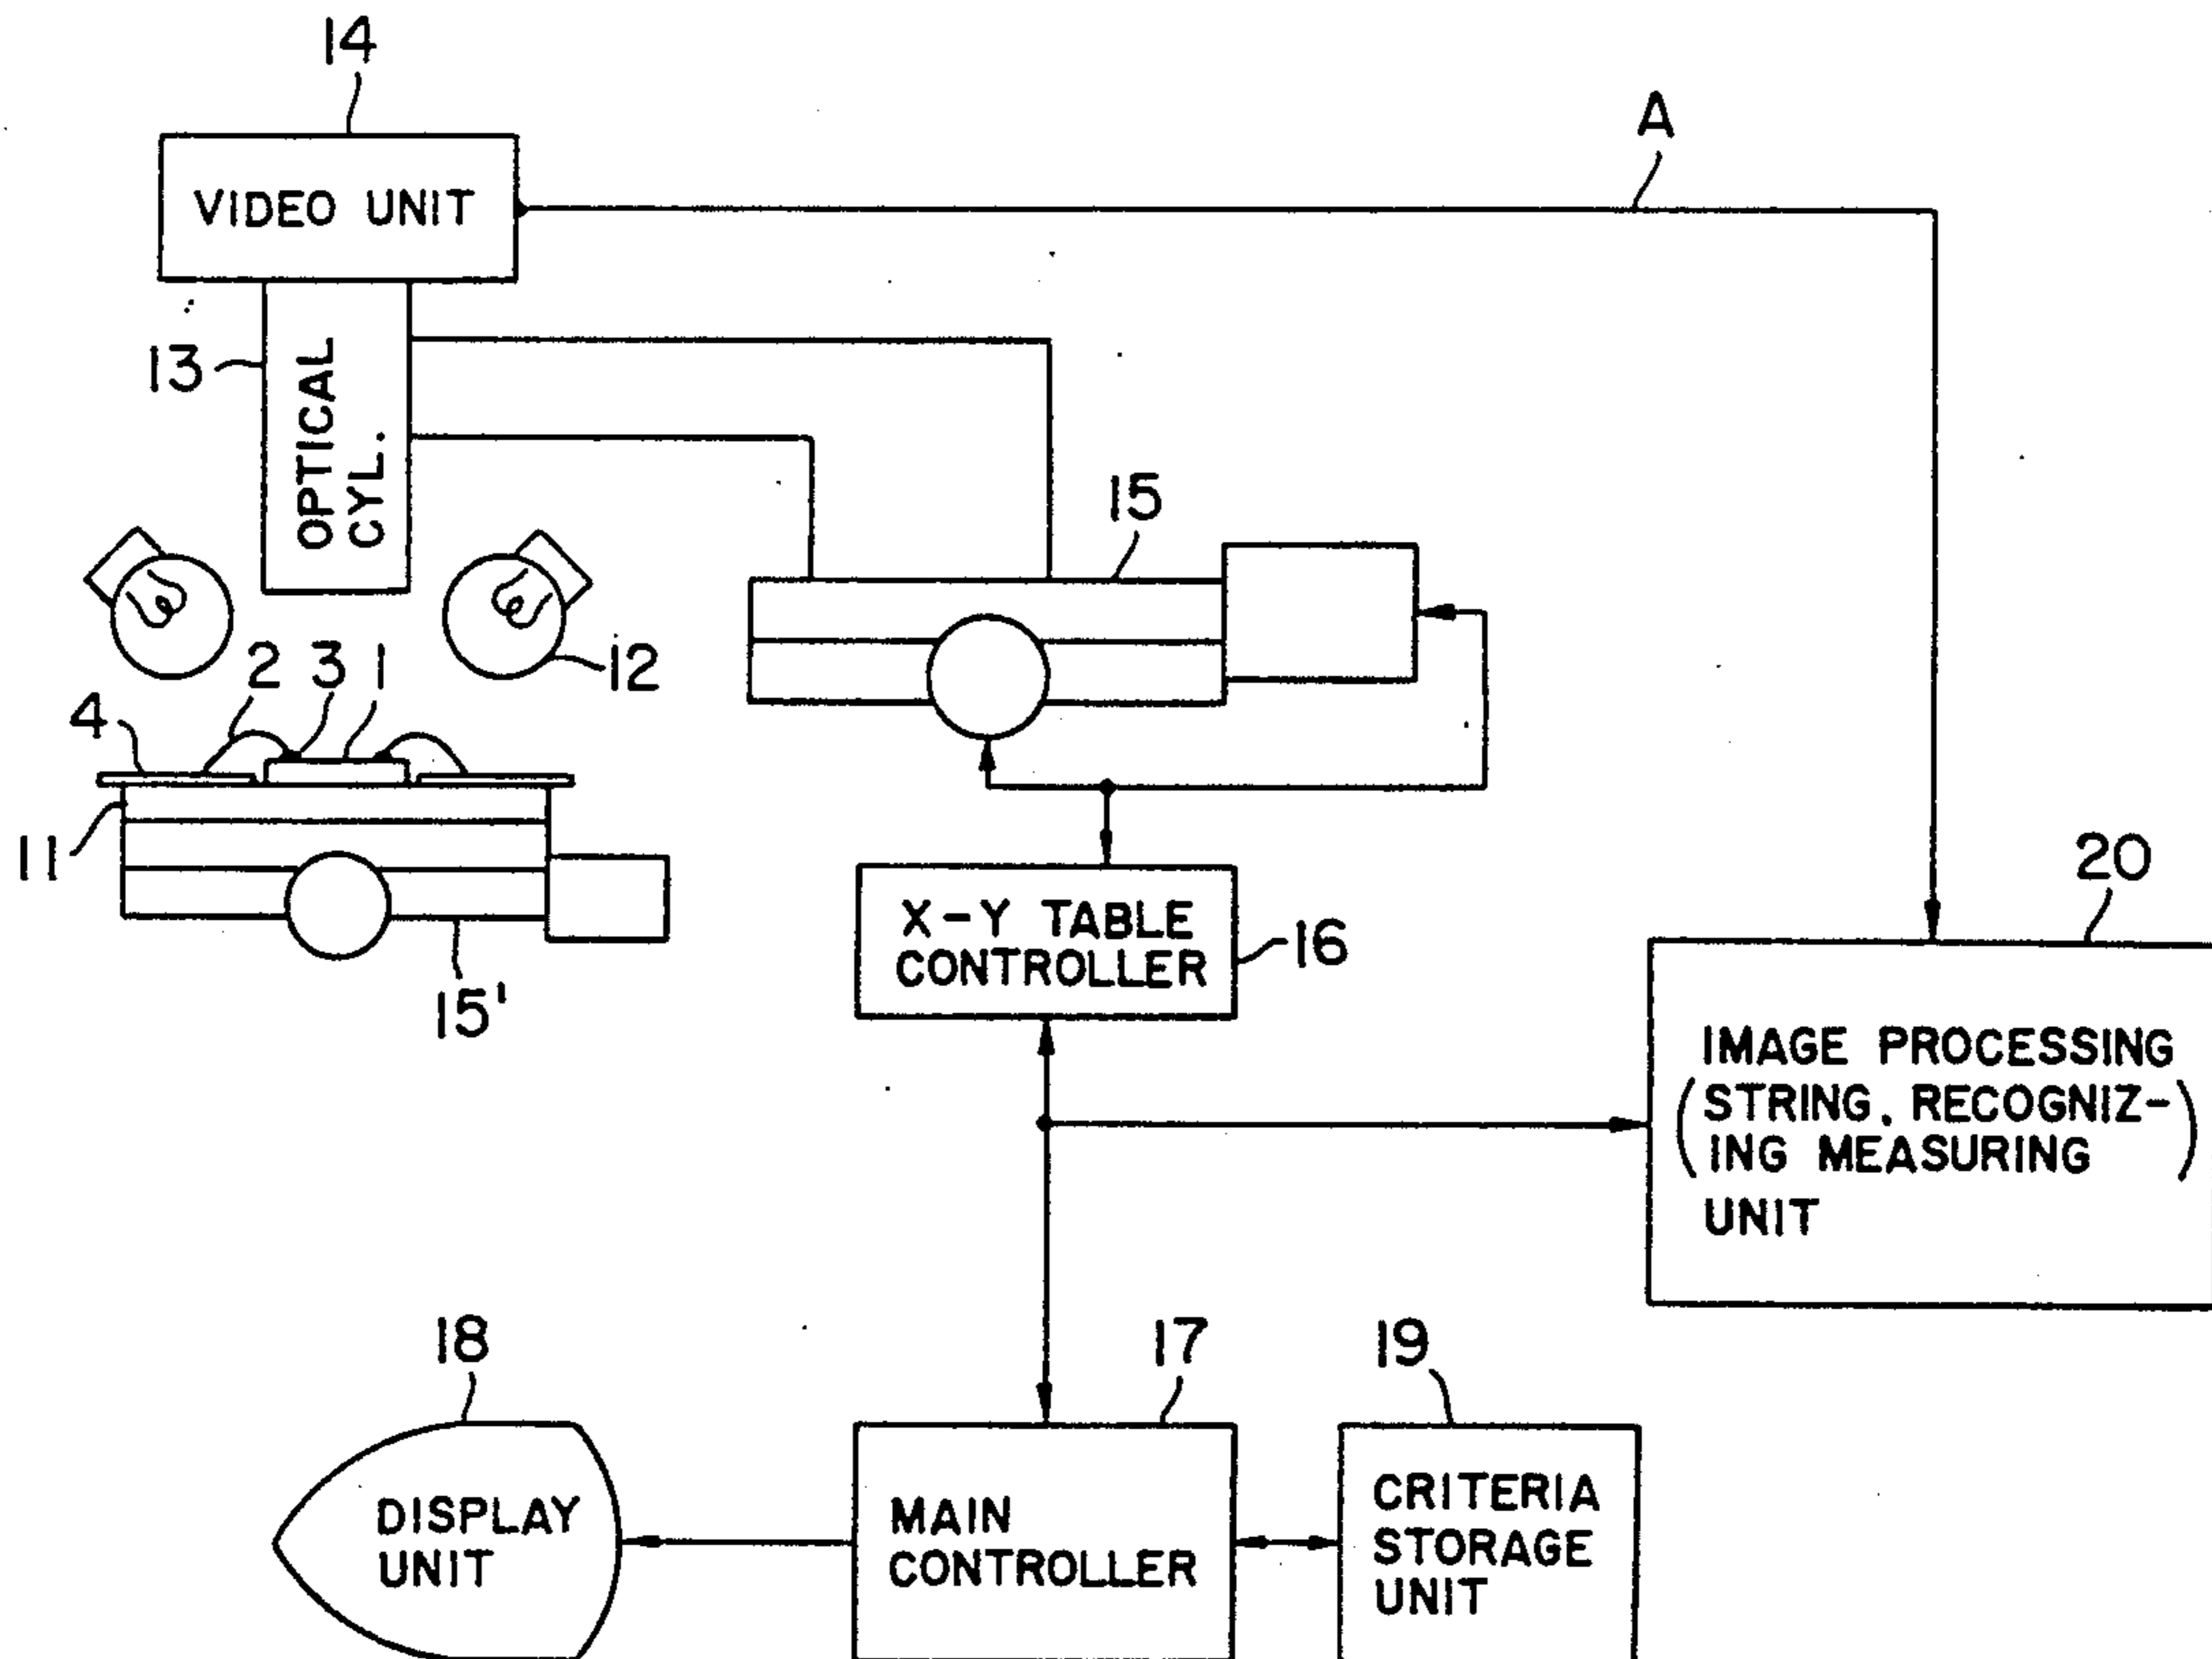 14
A
VIDEO UNIT
13
OPTICAL
CYL.
15
12
2
3
1
4
11
15'
X-Y TABLE
CONTROLLER
16
20
IMAGE PROCESSING
(STRING, RECOGNIZ-)
(ING MEASURING)
UNIT
18
17
19
DISPLAY
UNIT
MAIN
CONTROLLER
CRITERIA
STORAGE
UNIT